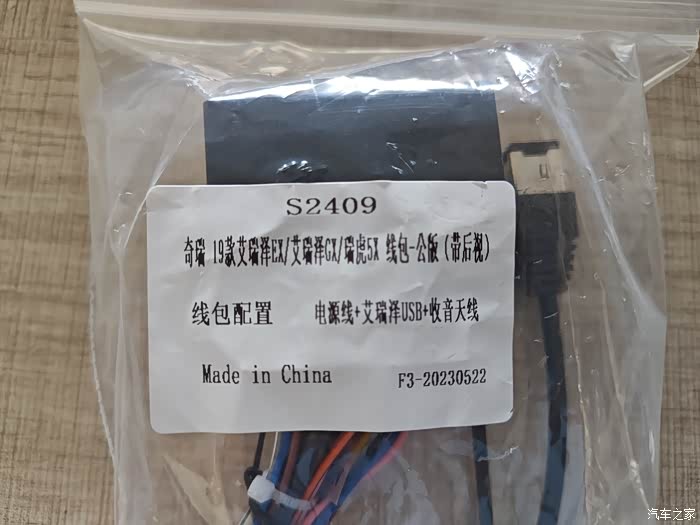 S2409
奇瑞 19款艾瑞泽EX/艾瑞泽GX/瑞虎5X 线包-公版（带后视）
线包配置 电源线+艾瑞泽USB+收音天线
Made in China F3-20230522
汽车之家